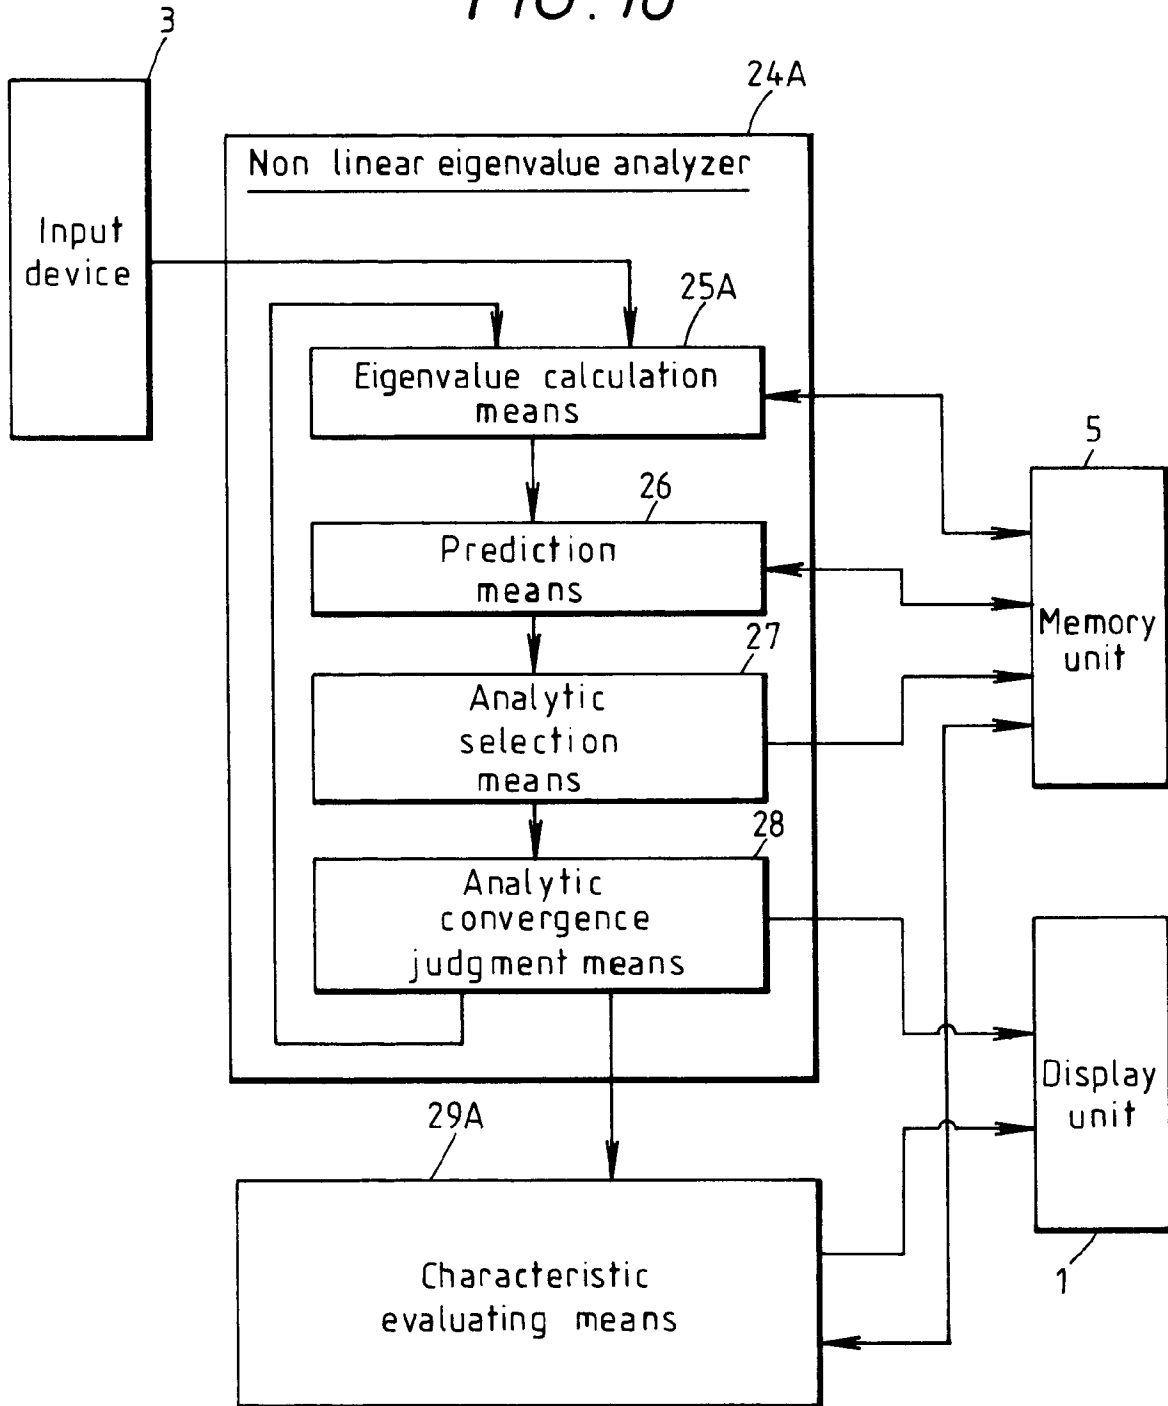 FIG.
3
24A
Non linear eigenvalue analyzer
Input
device
25A
Eigenvalue calculation
means
5
26
Prediction
means
Memory
unit
27
Analytic
selection
means
28
Analytic
convergence
judgment means
Display
unit
29A
1
Characteristic
evaluating means